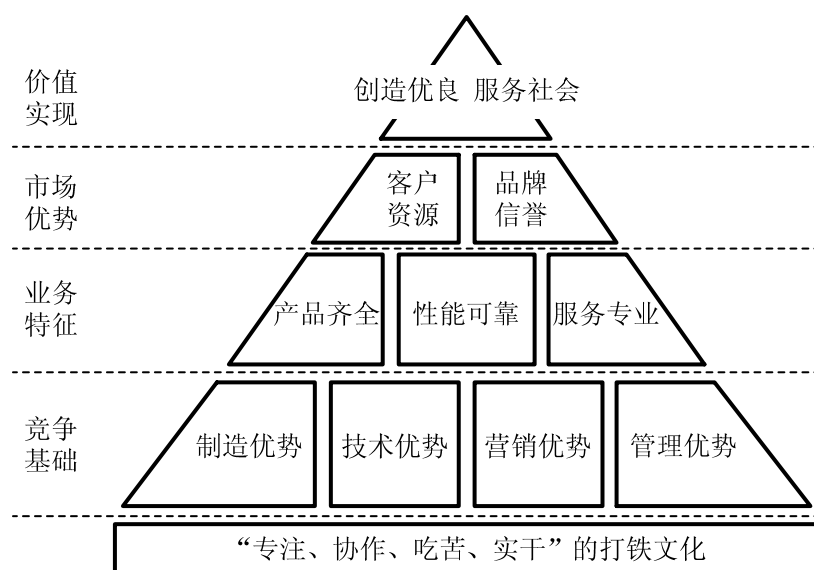 价值
实现
创造优良 服务社会
市场
优势
客户
资源
品牌
信誉
业务
特征
产品齐全
性能可靠
服务专业
竞争
基础
制造优势
技术优势
营销优势
管理优势
“专注、协作、吃苦、实干”的打铁文化